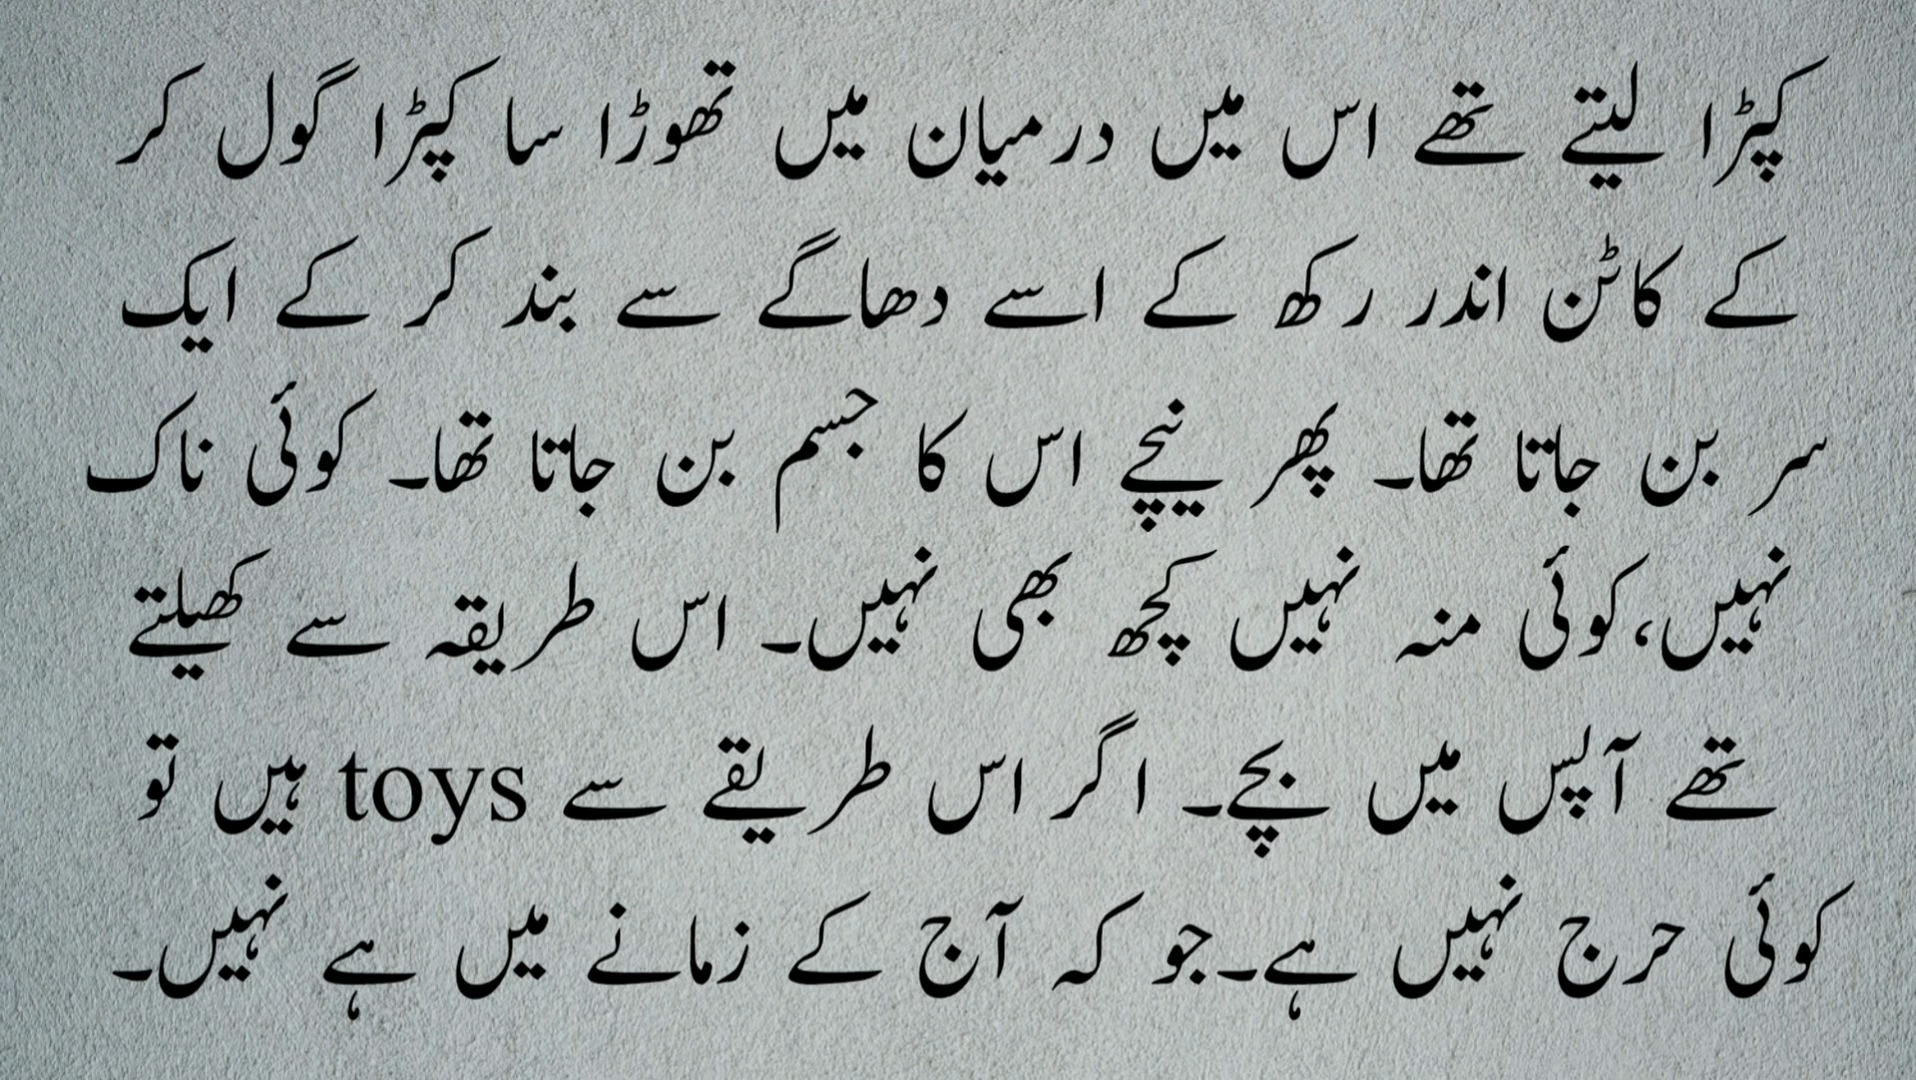 کپڑا لیتے تھے اس میں درمیان میں تھوڑا سا کپڑا گول کر
کے کاٹن اندر رکھ کے اسے دھاگے سے بند کر کے ایک
سر بن جاتا تھا۔ پھر نیچے اس کا جسم بن جاتا تھا۔ کوئی ناک
نہیں،کوئی منہ نہیں کچھ بھی نہیں۔ اس طریقہ سے کھیلتے
تھے آپس میں بچے۔ اگر اس طریقے سے toys ہیں تو
کوئی حرج نہیں ہے۔جو کہ آج کے زمانے میں ہے نہیں۔